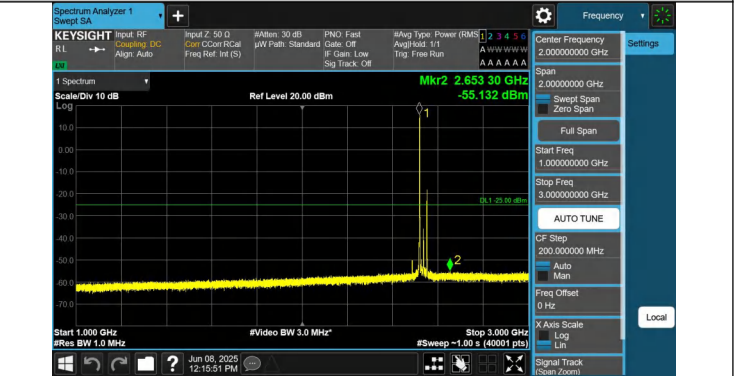 Spectrum Analyzer 1
Swept SA
+
Frequency
KEYSIGHT
RL
Input: RF
Coupling: DC
Align: Auto
Input Z: 50 Ω
Corr CCorr RCal
Freq Ref: Int (S)
#Atten: 30 dB
µW Path: Standard
PNO: Fast
Gate: Off
IF Gain: Low
Sig Track: Off
#Avg Type: Power (RMS
Avg|Hold: 1/1
Trig: Free Run
1 2 3 4 5 6
A W W W W W
A A A A A A
1 Spectrum
Scale/Div 10 dB
Ref Level 20.00 dBm
Mkr2 2.653 30 GHz
-55.132 dBm
Log
10.0
0.00
-10.0
-20.0
-30.0
-40.0
-50.0
-60.0
-70.0
1
DL1 -25.00 dBm
2
Start 1.000 GHz
#Res BW 1.0 MHz
#Video BW 3.0 MHz*
Stop 3.000 GHz
#Sweep ~1.00 s (40001 pts)
Center Frequency
2.000000000 GHz
Span
2.00000000 GHz
Swept Span
Zero Span
Full Span
Start Freq
1.000000000 GHz
Stop Freq
3.000000000 GHz
AUTO TUNE
CF Step
200.000000 MHz
Auto
Man
Freq Offset
0 Hz
X Axis Scale
Log
Lin
Signal Track
(Span Zoom)
Settings
Local
?
Jun 08, 2025
12:15:51 PM